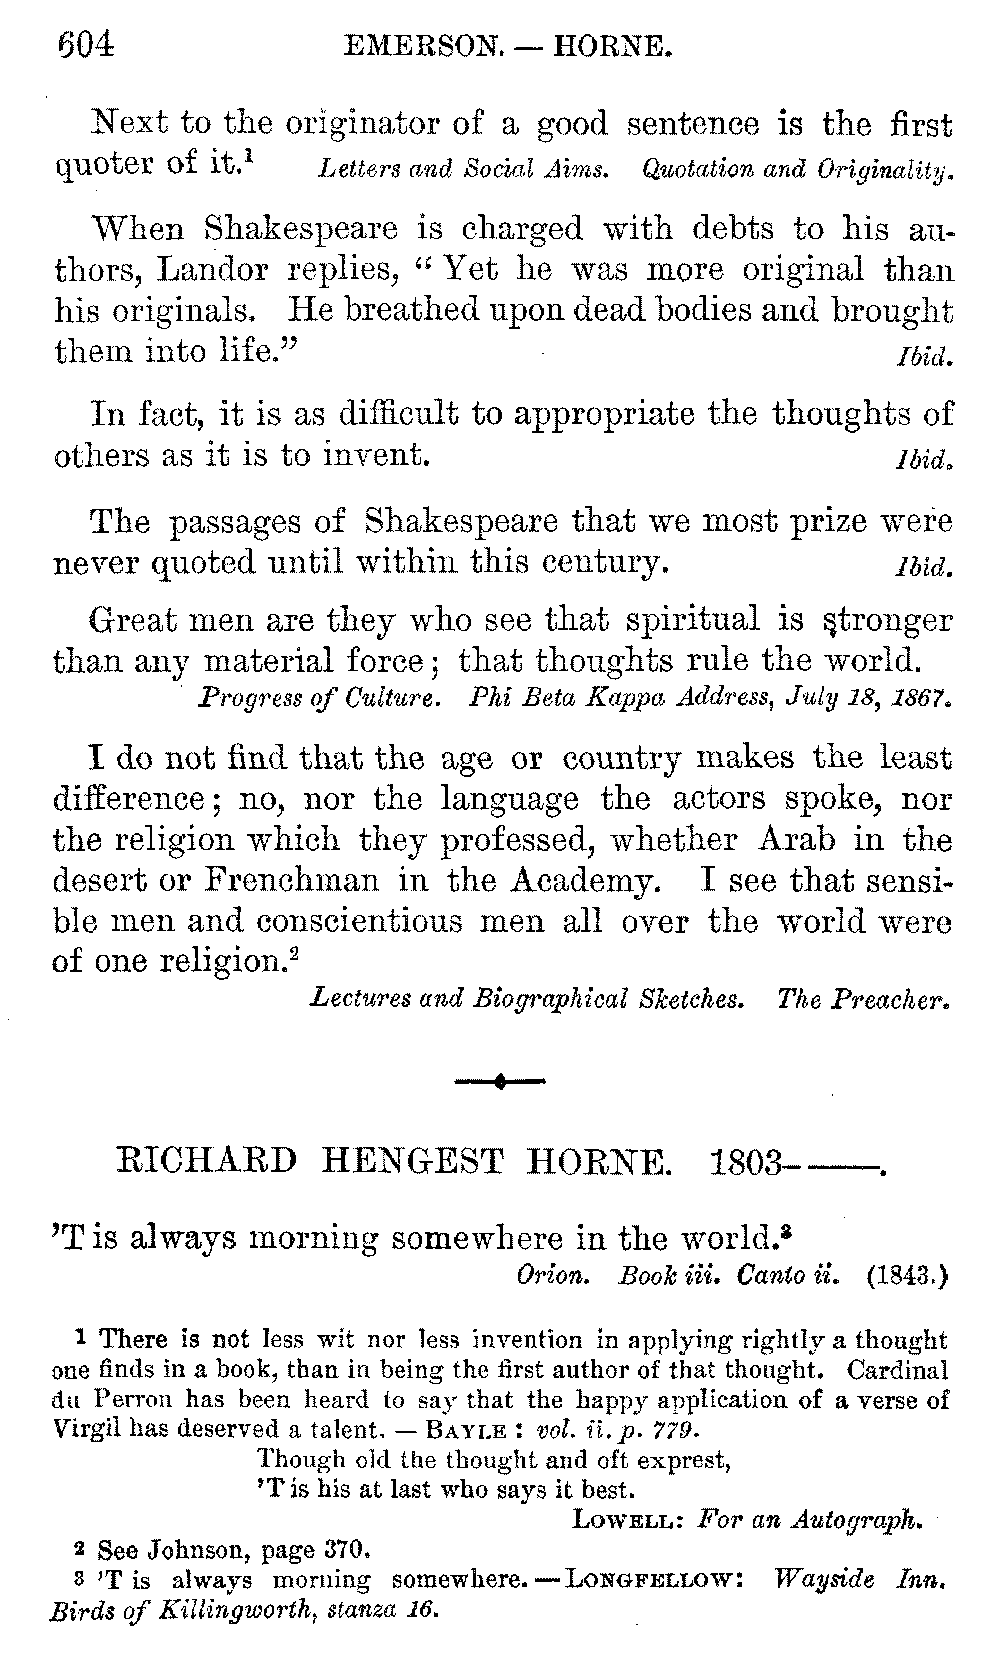 604 EMERSON. — HORNE.
Next to the originator of a good sentence is the first
quoter of it.¹ Letters and Social Aims. Quotation and Originality.
When Shakespeare is charged with debts to his au-
thors, Landor replies, “ Yet he was more original than
his originals. He breathed upon dead bodies and brought
them into life.” Ibid.
In fact, it is as difficult to appropriate the thoughts of
others as it is to invent. Ibid.
The passages of Shakespeare that we most prize were
never quoted until within this century. Ibid.
Great men are they who see that spiritual is stronger
than any material force; that thoughts rule the world.
Progress of Culture. Phi Beta Kappa Address, July 18, 1867.
I do not find that the age or country makes the least
difference; no, nor the language the actors spoke, nor
the religion which they professed, whether Arab in the
desert or Frenchman in the Academy. I see that sensi-
ble men and conscientious men all over the world were
of one religion.²
Lectures and Biographical Sketches. The Preacher.
RICHARD HENGEST HORNE. 1803- ——.
’T is always morning somewhere in the world.³
Orion. Book iii. Canto ii. (1843.)
1 There is not less wit nor less invention in applying rightly a thought
one finds in a book, than in being the first author of that thought. Cardinal
du Perron has been heard to say that the happy application of a verse of
Virgil has deserved a talent. — BAYLE: vol. ii. p. 779.
Though old the thought and oft exprest,
’T is his at last who says it best.
LOWELL: For an Autograph.
2 See Johnson, page 370.
3 ’T is always morning somewhere. — LONGFELLOW: Wayside Inn.
Birds of Killingworth, stanza 16.